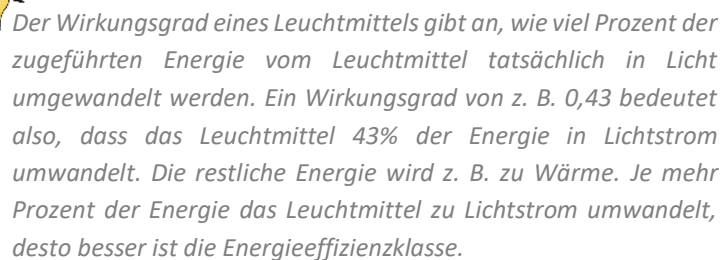 Der Wirkungsgrad eines Leuchtmittels gibt an, wie viel Prozent der
zugeführten Energie vom Leuchtmittel tatsächlich in Licht
umgewandelt werden. Ein Wirkungsgrad von z. B. 0,43 bedeutet
also, dass das Leuchtmittel 43% der Energie in Lichtstrom
umwandelt. Die restliche Energie wird z. B. zu Wärme. Je mehr
Prozent der Energie das Leuchtmittel zu Lichtstrom umwandelt,
desto besser ist die Energieeffizienzklasse.